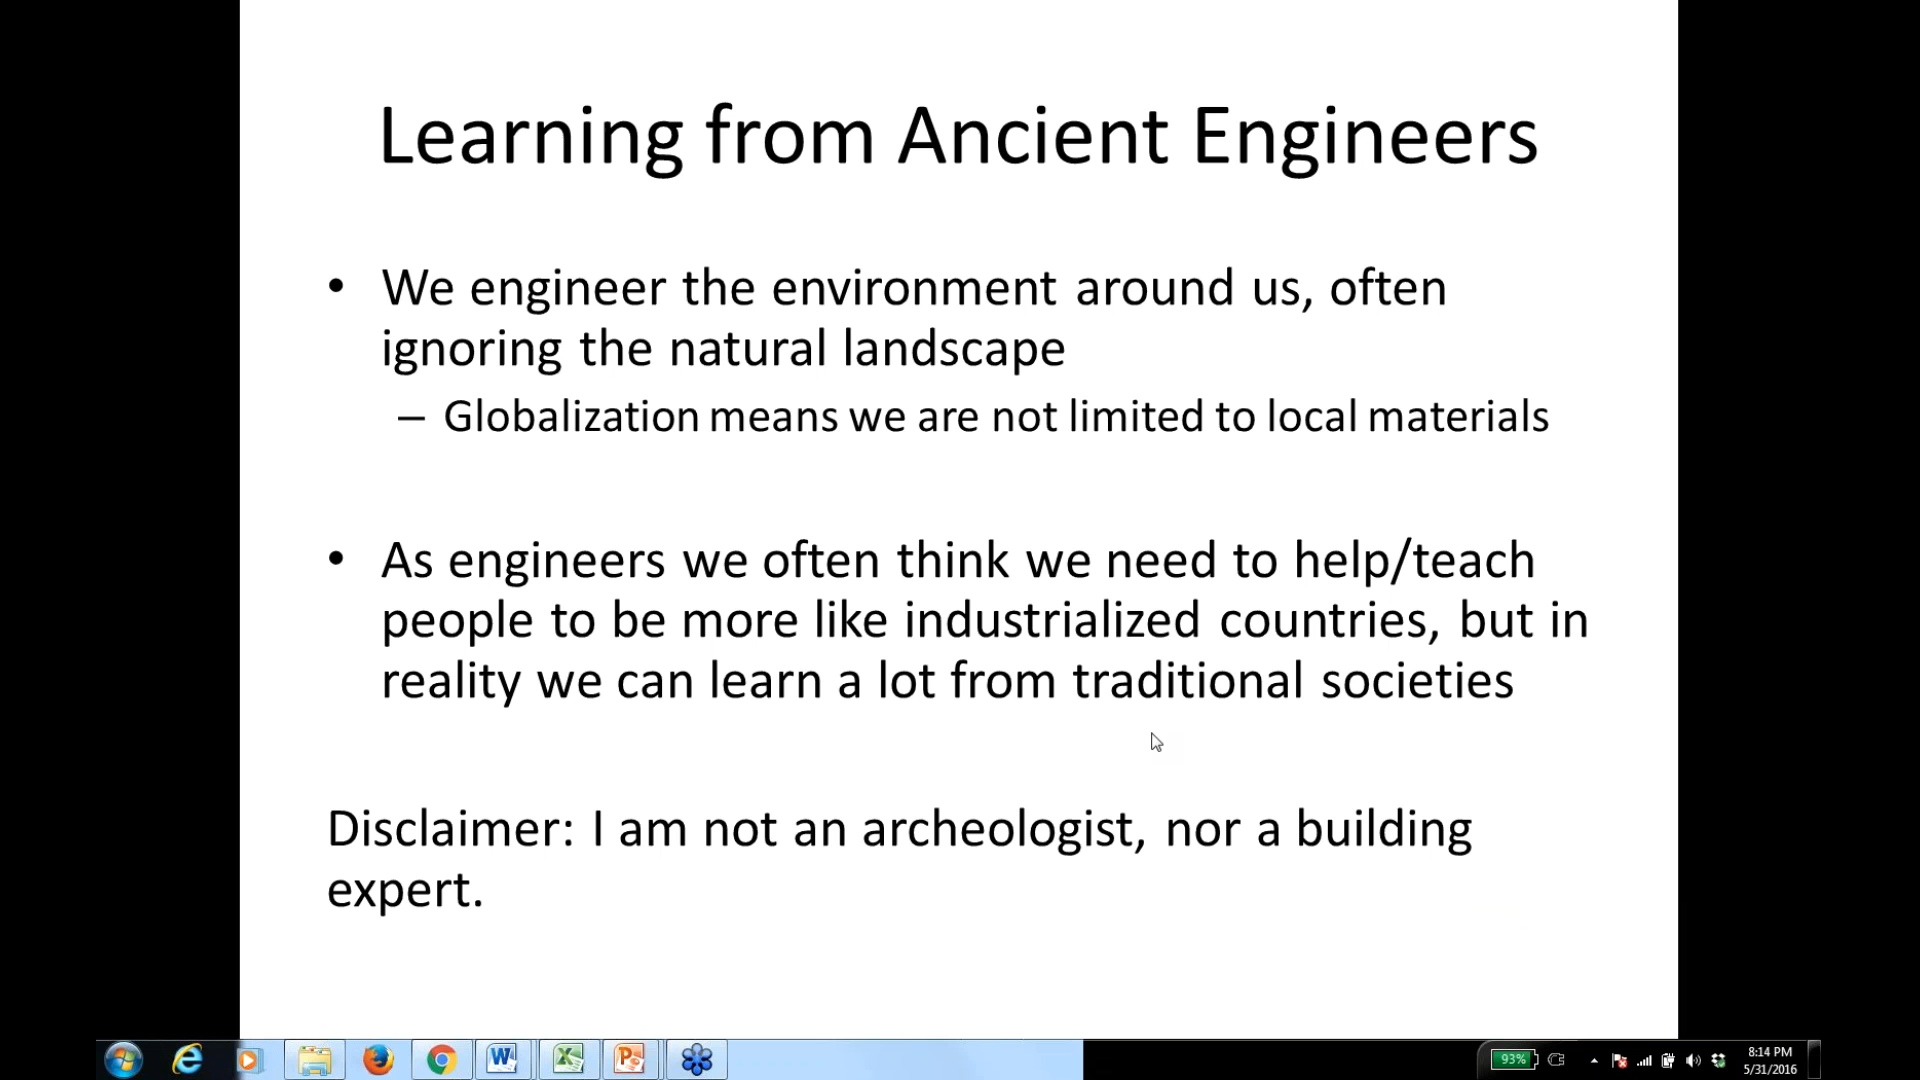 Learning from Ancient Engineers
• We engineer the environment around us, often
ignoring the natural landscape
– Globalization means we are not limited to local materials
• As engineers we often think we need to help/teach
people to be more like industrialized countries, but in
reality we can learn a lot from traditional societies
Disclaimer: I am not an archeologist, nor a building
expert.
93%
8:14 PM
5/31/2016